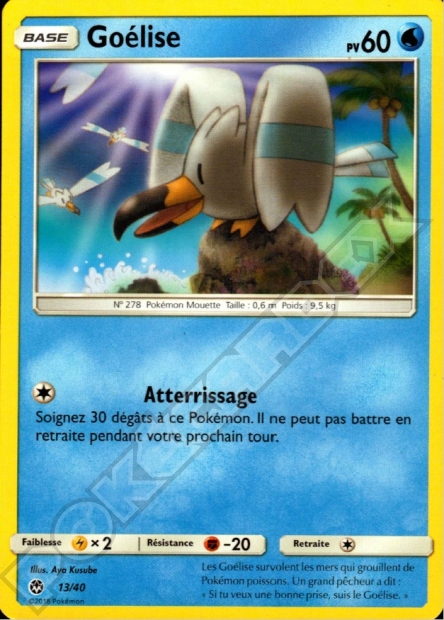 BASE Goélise PV60
N° 278 Pokémon Mouette Taille : 0,6 m Poids : 9,5 kg
Atterrissage
Soignez 30 dégâts à ce Pokémon. Il ne peut pas battre en
retraite pendant votre prochain tour.
Faiblesse ×2 Résistance -20 Retraite
Illus. Aya Kusube
13/40
©2018 Pokémon
Les Goélise survolent les mers qui grouillent de
Pokémon poissons. Un grand pêcheur a dit :
« Si tu veux une bonne prise, suis le Goélise. »